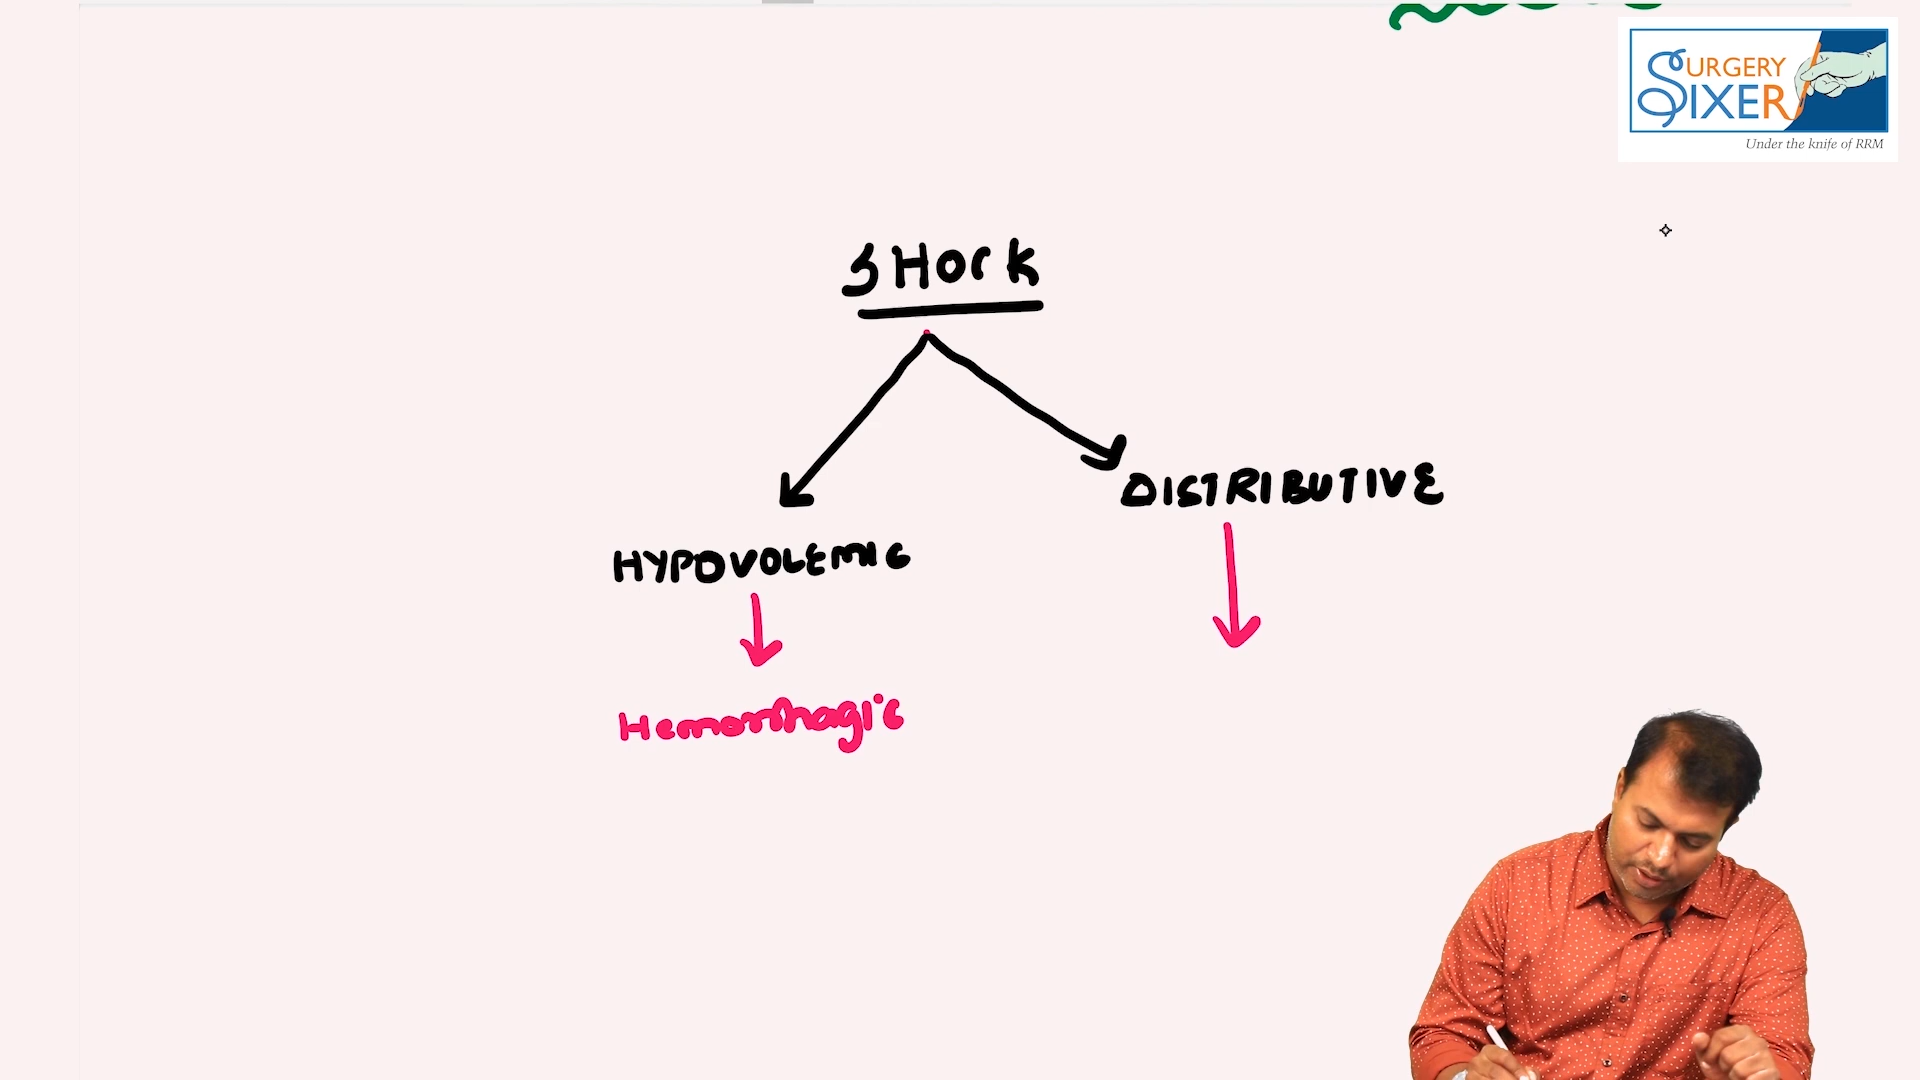 SURGERY
SIXER
Under the knife of RRM
SHOCK
DISTRIBUTIVE
HYPOVOLEMIC
Hemorrhagic